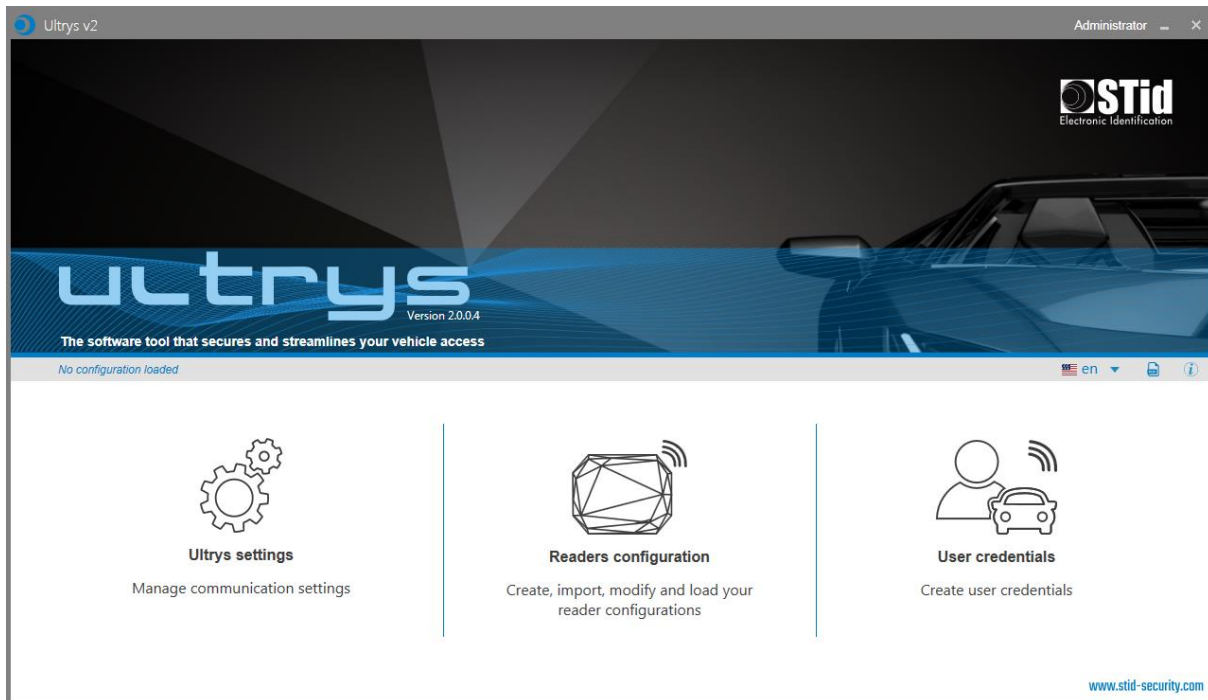 Ultrys v2
Administrator
STid
Electronic Identification
ultrys
Version 2.0.0.4
The software tool that secures and streamlines your vehicle access
No configuration loaded
en
Ultrys settings
Manage communication settings
Readers configuration
Create, import, modify and load your
reader configurations
User credentials
Create user credentials
www.stid-security.com